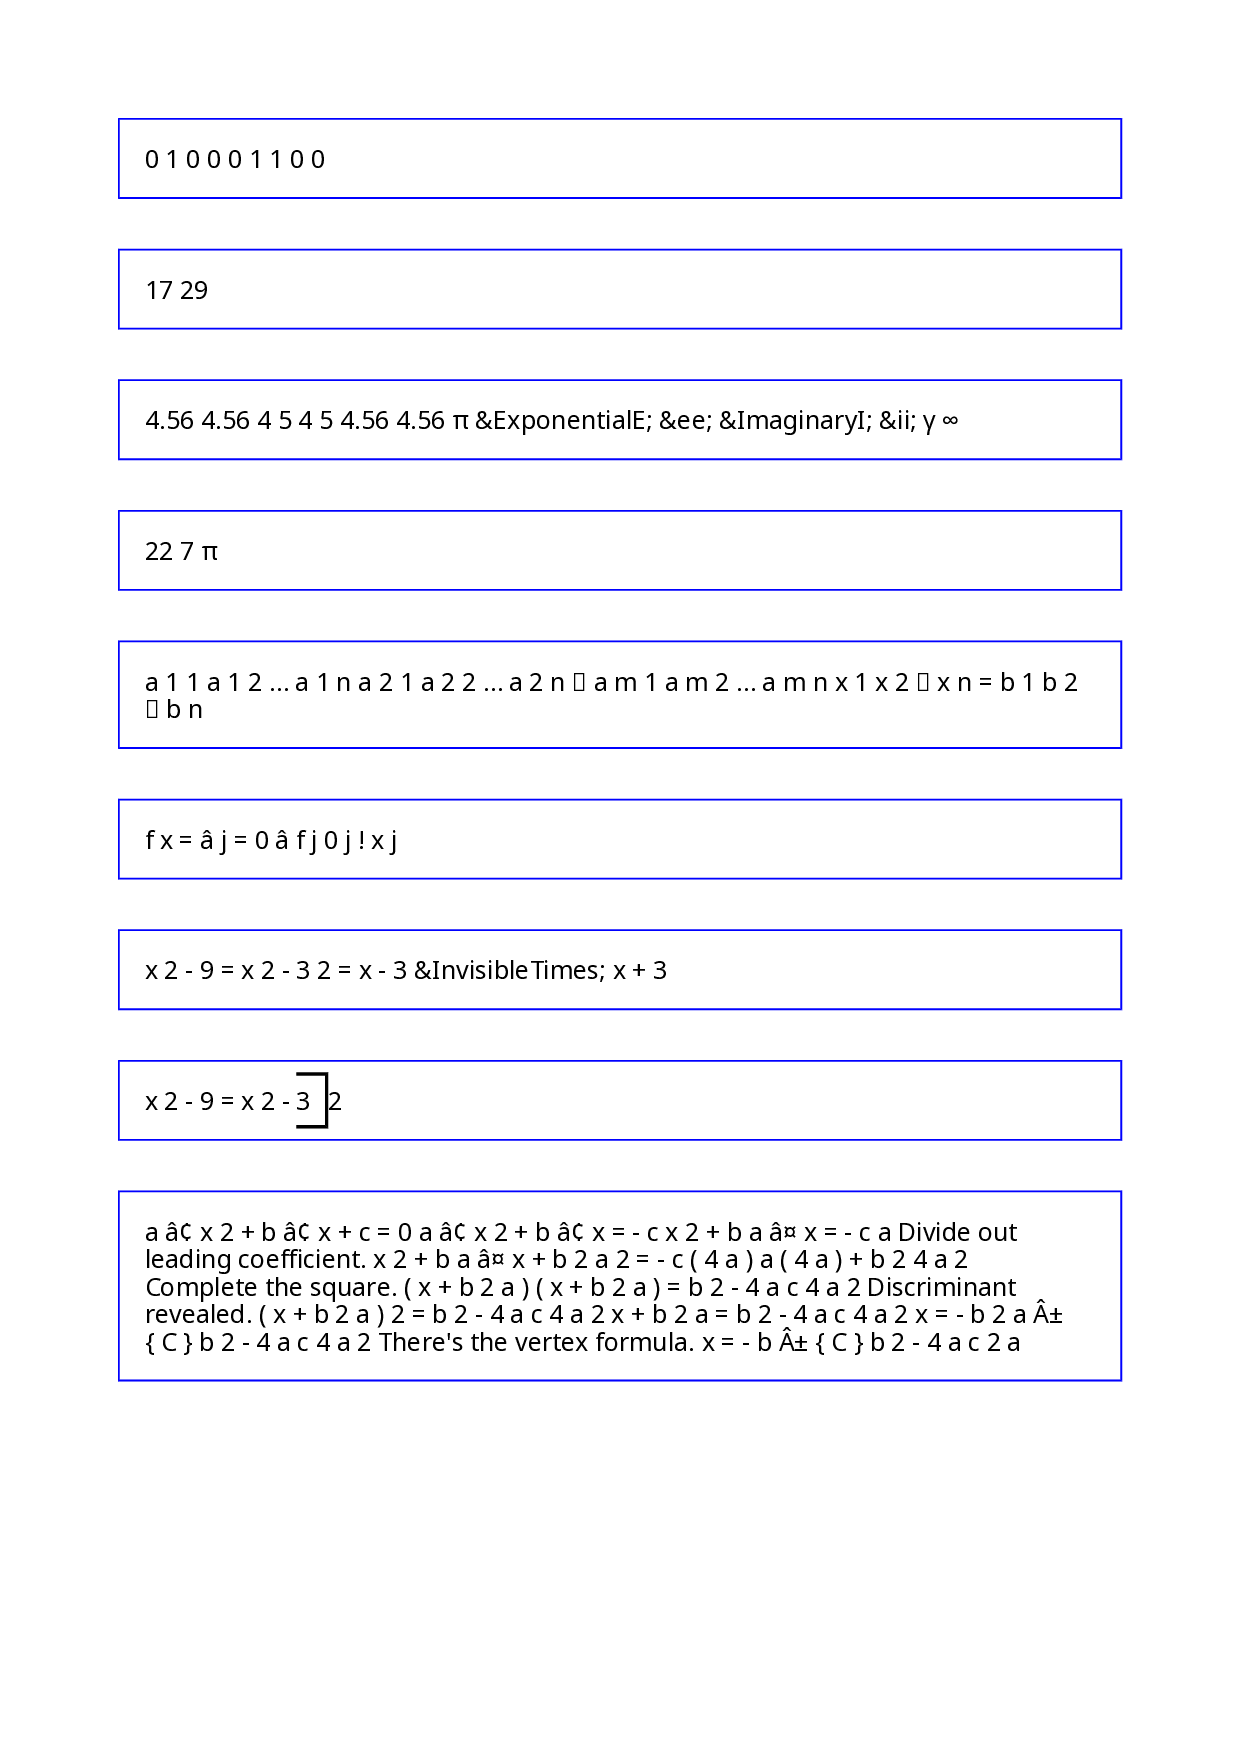 0 1 0 0 0 1 1 0 0
17 29
4.56 4.56 4 5 4 5 4.56 4.56 π &ExponentialE; &ee; &ImaginaryI; &ii; γ ∞
22 7 π
a 1 1 a 1 2 … a 1 n a 2 1 a 2 2 … a 2 n ▯ a m 1 a m 2 … a m n x 1 x 2 ▯ x n = b 1 b 2
▯ b n
f x = â j = 0 â f j 0 j ! x j
x 2 - 9 = x 2 - 3 2 = x - 3 &InvisibleTimes; x + 3
x 2 - 9 = x 2 - 3 2
a â¢ x 2 + b â¢ x + c = 0 a â¢ x 2 + b â¢ x = - c x 2 + b a â¤ x = - c a Divide out
leading coefficient. x 2 + b a â¤ x + b 2 a 2 = - c ( 4 a ) a ( 4 a ) + b 2 4 a 2
Complete the square. ( x + b 2 a ) ( x + b 2 a ) = b 2 - 4 a c 4 a 2 Discriminant
revealed. ( x + b 2 a ) 2 = b 2 - 4 a c 4 a 2 x + b 2 a = b 2 - 4 a c 4 a 2 x = - b 2 a Â±
{ C } b 2 - 4 a c 4 a 2 There's the vertex formula. x = - b Â± { C } b 2 - 4 a c 2 a